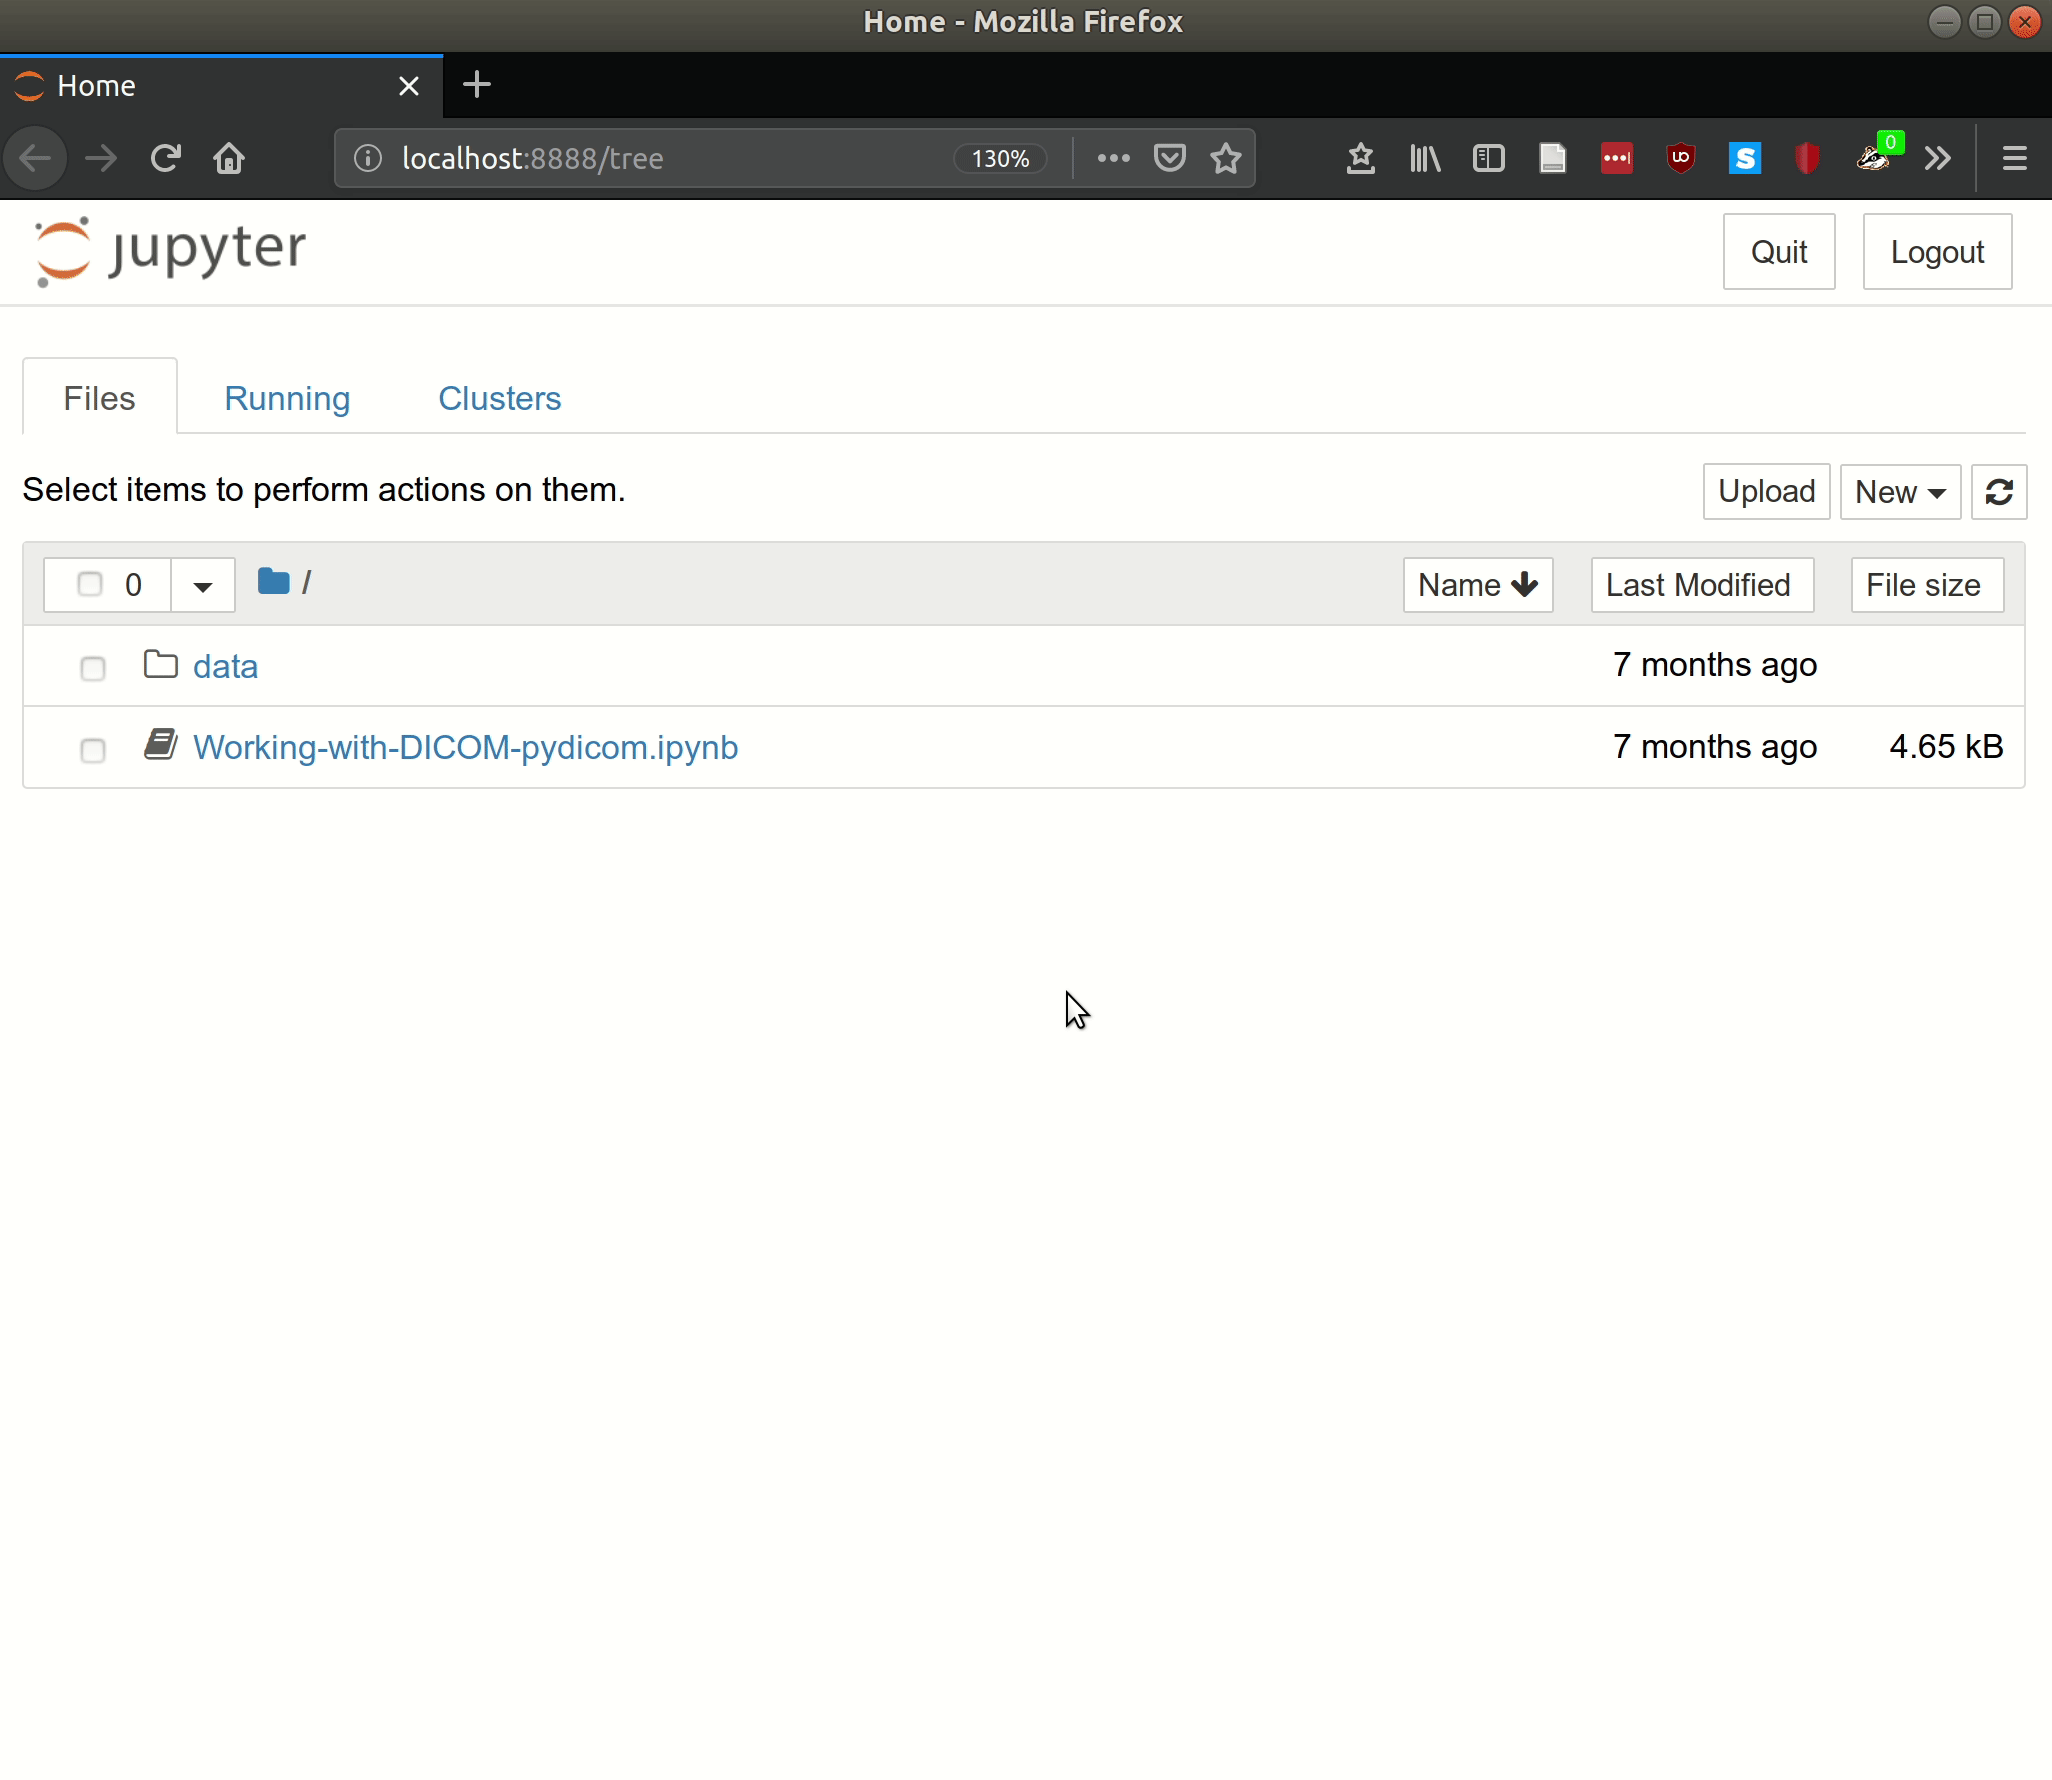 Home - Mozilla Firefox
Home
localhost:8888/tree 130%
0
jupyter
Quit Logout
Files Running Clusters
Select items to perform actions on them.
Upload New
0 / Name Last Modified File size
data 7 months ago
Working-with-DICOM-pydicom.ipynb 7 months ago 4.65 kB